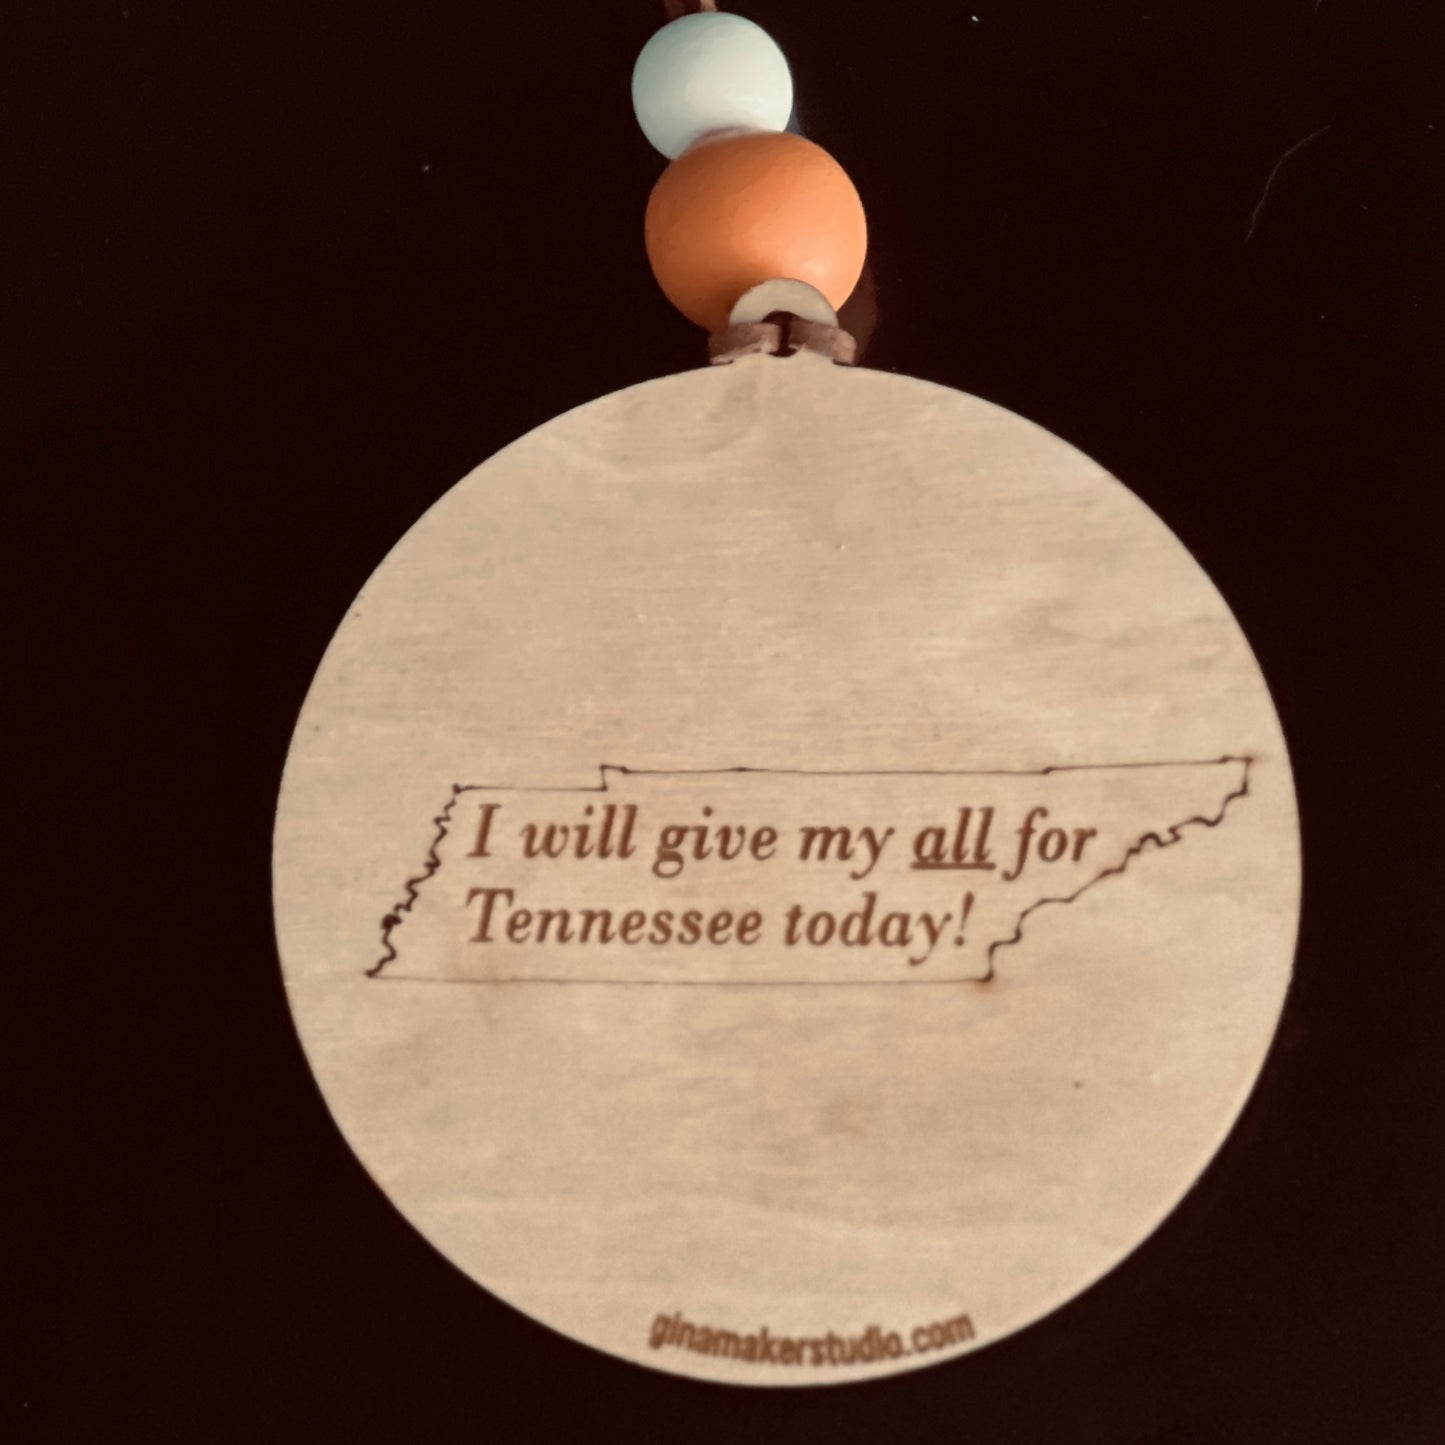 I will give my all for
Tennessee today!
ginamakerstudio.com